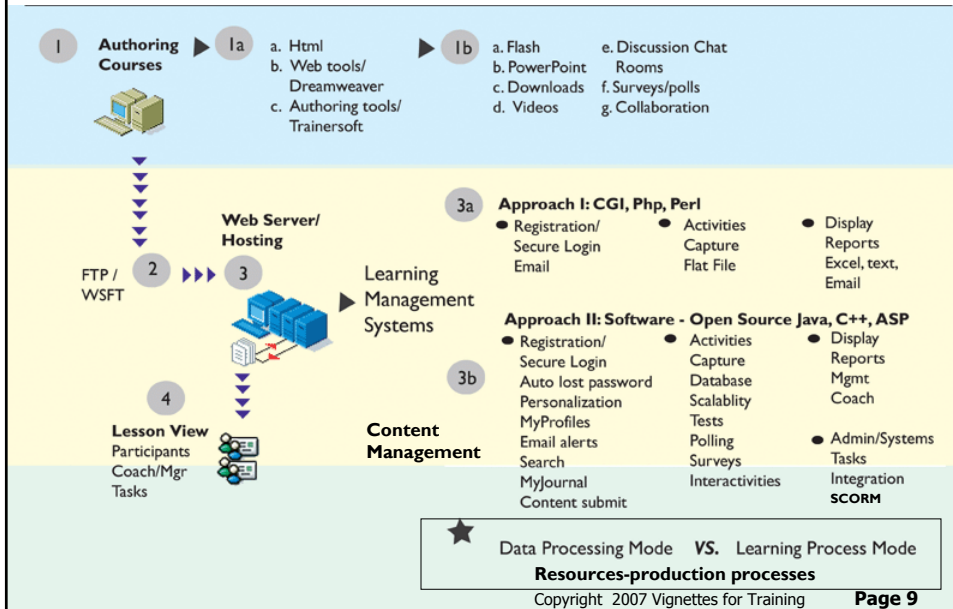 1
Authoring
Courses
1a
a. Html
b. Web tools/
Dreamweaver
c. Authoring tools/
Trainersoft
1b
a. Flash
b. PowerPoint
c. Downloads
d. Videos
e. Discussion Chat
Rooms
f. Surveys/polls
g. Collaboration
FTP /
WSFT
2
Web Server/
Hosting
3
Learning
Management
Systems
3a
Approach I: CGI, Php, Perl
Registration/
Secure Login
Email
Activities
Capture
Flat File
Display
Reports
Excel, text,
Email
3b
Approach II: Software - Open Source Java, C++, ASP
Registration/
Secure Login
Auto lost password
Personalization
MyProfiles
Email alerts
Search
MyJournal
Content submit
Activities
Capture
Database
Scalablity
Tests
Polling
Surveys
Interactivities
Display
Reports
Mgmt
Coach
Admin/Systems
Tasks
Integration
SCORM
4
Lesson View
Participants
Coach/Mgr
Tasks
Content
Management
Data Processing Mode VS. Learning Process Mode
Resources-production processes
Copyright 2007 Vignettes for Training Page 9